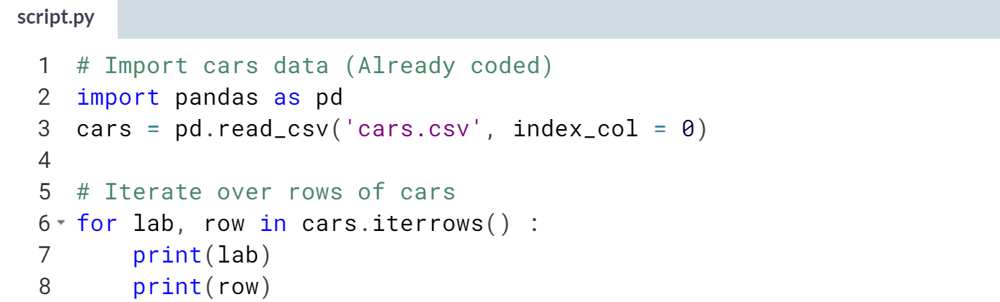 script.py
1 # Import cars data (Already coded)
2 import pandas as pd
3 cars = pd.read_csv('cars.csv', index_col = 0)
4
5 # Iterate over rows of cars
6 for lab, row in cars.iterrows() :
7     print(lab)
8     print(row)